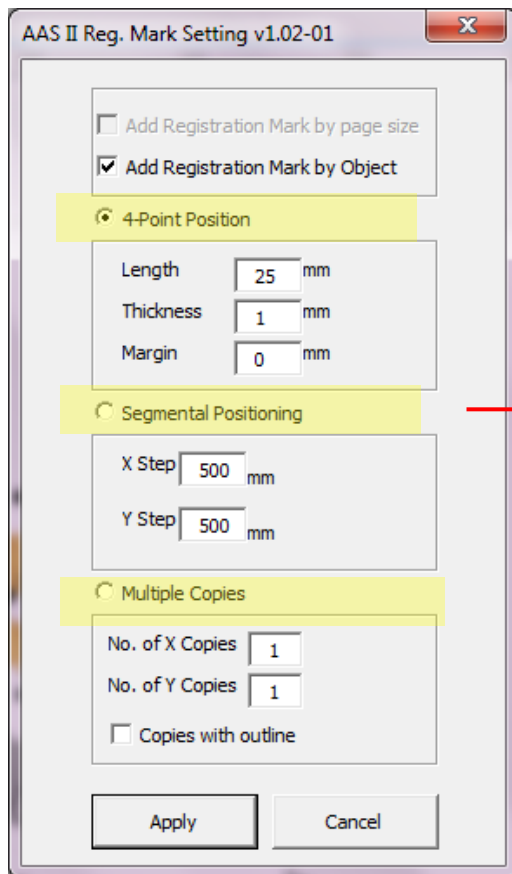 AAS II Reg. Mark Setting v1.02-01
Add Registration Mark by page size
Add Registration Mark by Object
4-Point Position
Length 25 mm
Thickness 1 mm
Margin 0 mm
Segmental Positioning
X Step 500 mm
Y Step 500 mm
Multiple Copies
No. of X Copies 1
No. of Y Copies 1
Copies with outline
Apply Cancel